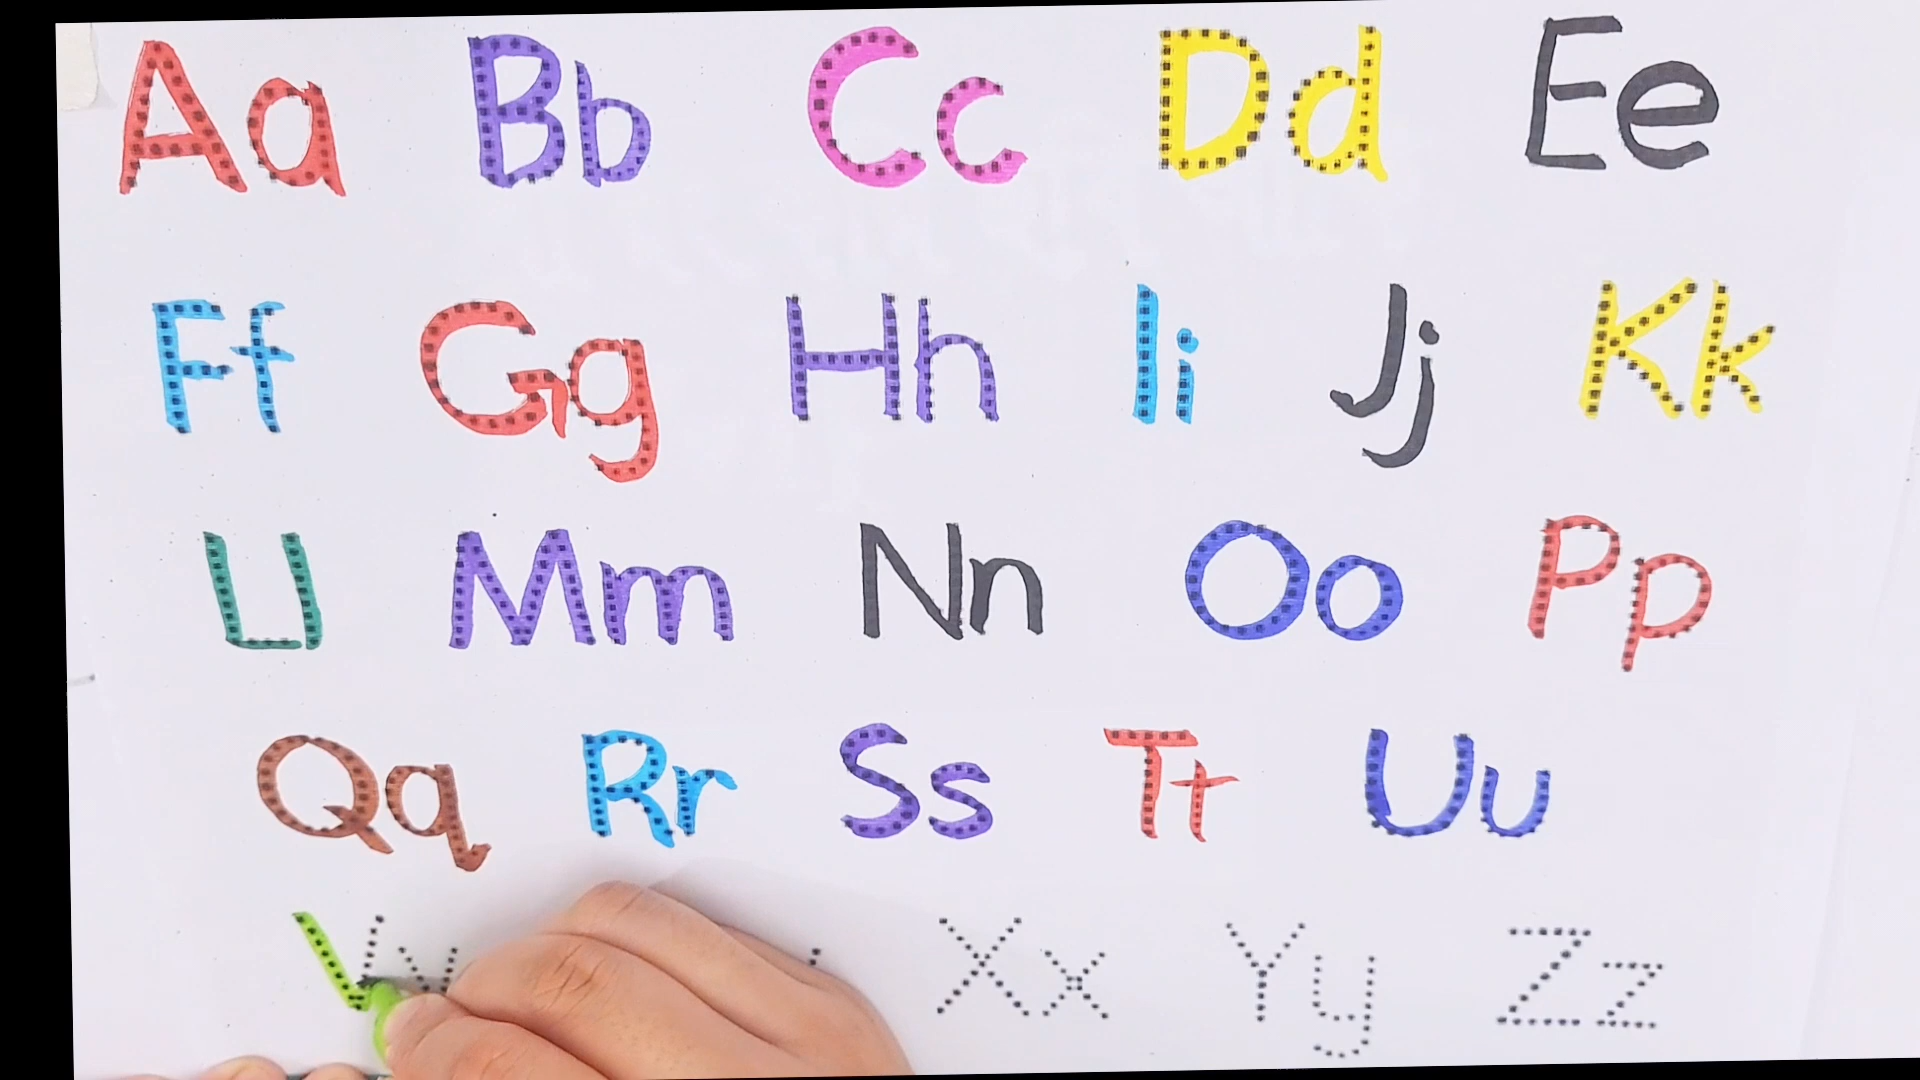 Aa Bb Cc Dd Ee
Ff Gg Hh Ii Jj Kk
Ll Mm Nn Oo Pp
Qq Rr Ss Tt Uu
Vv Xx Yy Zz